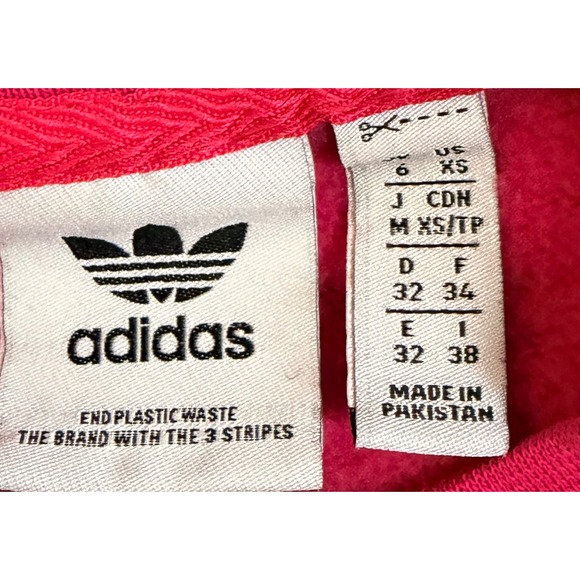 adidas
END PLASTIC WASTE
THE BRAND WITH THE 3 STRIPES
US
6 XS
J CDN
M XS/TP
D F
32 34
E I
32 38
MADE IN
PAKISTAN